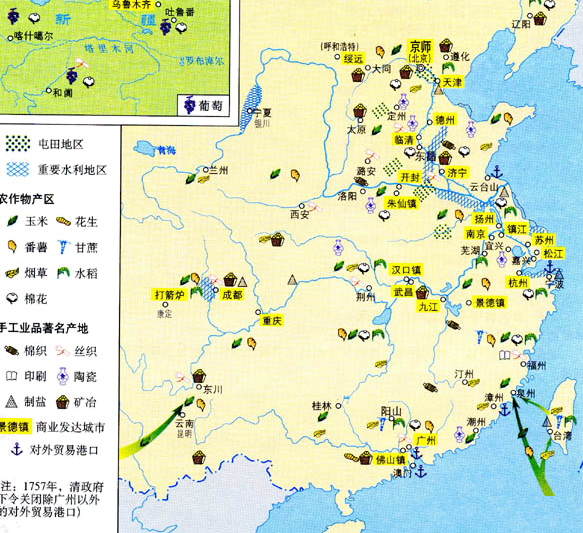 乌鲁木齐
新
疆
吐鲁番
喀什噶尔
塔里木河
罗布淖尔
和阗
葡萄
屯田地区
重要水利地区
农作物产区
玉米
花生
番薯
甘蔗
烟草
水稻
棉花
手工业品著名产地
棉织
丝织
印刷
陶瓷
制盐
矿冶
景德镇
商业发达城市
对外贸易港口
注：1757年，清政府
下令关闭除广州以外
的对外贸易港口）
辽阳
京师
(北京)
(呼和浩特)
绥远
遵化
大同
天津
宁夏
银川
定州
太原
德州
临清
青海
兰州
潞安
东昌
济宁
开封
洛阳
朱仙镇
云台山
西安
扬州
镇江
南京
苏州
宜兴
松江
芜湖
嘉兴
杭州
宁波
汉口镇
荆州
武昌
九江
景德镇
打箭炉
康定
成都
重庆
福州
汀州
泉州
漳州
东川
云南
昆明
桂林
阳山
潮州
台湾
广州
佛山镇
澳门